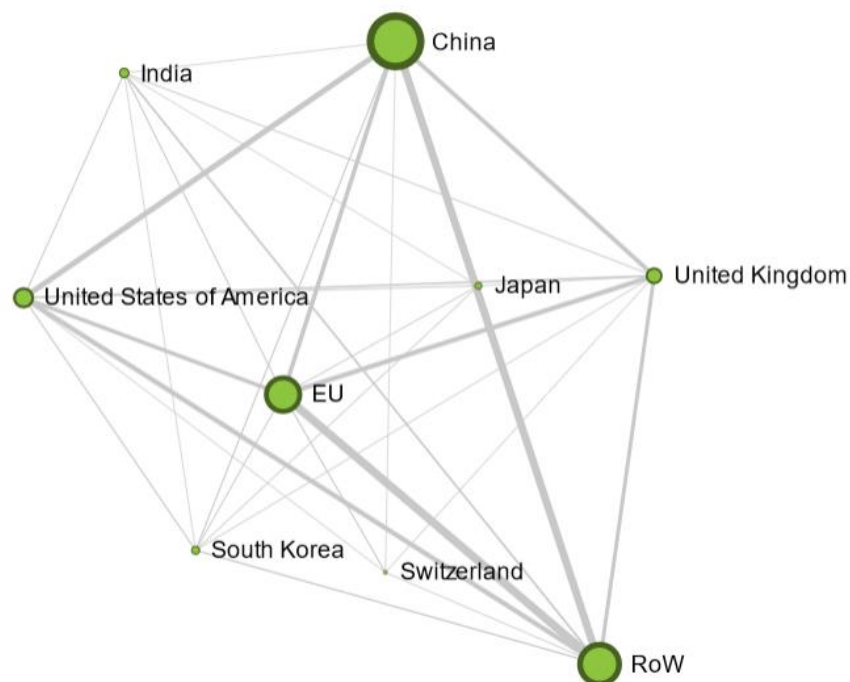 China
India
Japan
United Kingdom
United States of America
EU
South Korea
Switzerland
RoW